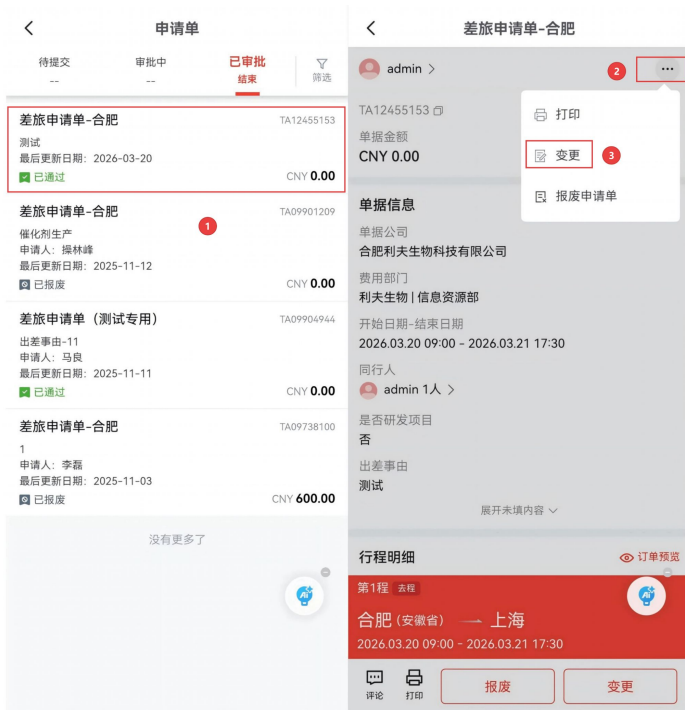 申请单
待提交
--
审批中
--
已审批
结束
筛选
差旅申请单-合肥
TA12455153
测试
最后更新日期：2026-03-20
已通过
CNY 0.00
差旅申请单-合肥
TA09901209
1
催化剂生产
申请人：操林峰
最后更新日期：2025-11-12
已报废
CNY 0.00
差旅申请单（测试专用）
TA09904944
出差事由-11
申请人：马良
最后更新日期：2025-11-11
已通过
CNY 0.00
差旅申请单-合肥
TA09738100
1
申请人：李磊
最后更新日期：2025-11-03
已报废
CNY 600.00
没有更多了
Ai
差旅申请单-合肥
admin
2
TA12455153
单据金额
CNY 0.00
打印
变更
3
报废申请单
单据信息
单据公司
合肥利夫生物科技有限公司
费用部门
利夫生物 | 信息资源部
开始日期-结束日期
2026.03.20 09:00 - 2026.03.21 17:30
同行人
admin 1人
是否研发项目
否
出差事由
测试
展开未填内容
行程明细
订单预览
第1程 去程
合肥 (安徽省) 上海
2026.03.20 09:00 - 2026.03.21 17:30
Ai
评论
打印
报废
变更